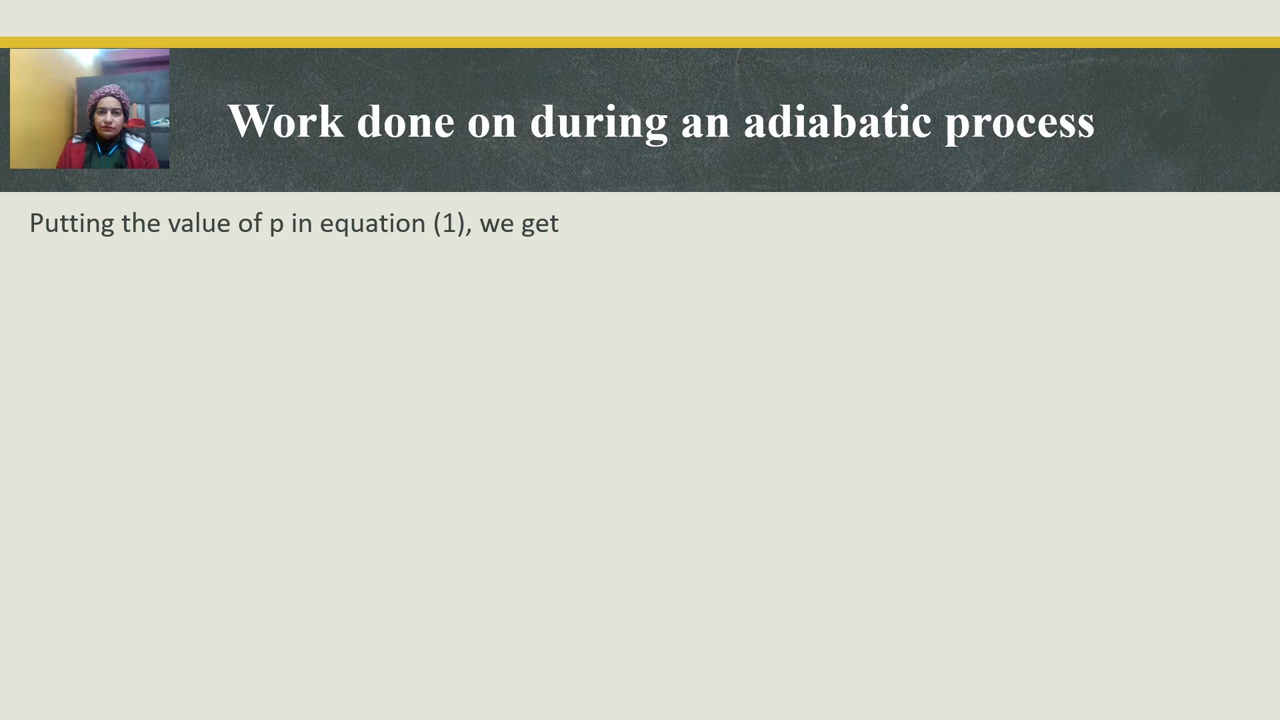 Work done on during an adiabatic process
Putting the value of p in equation (1), we get